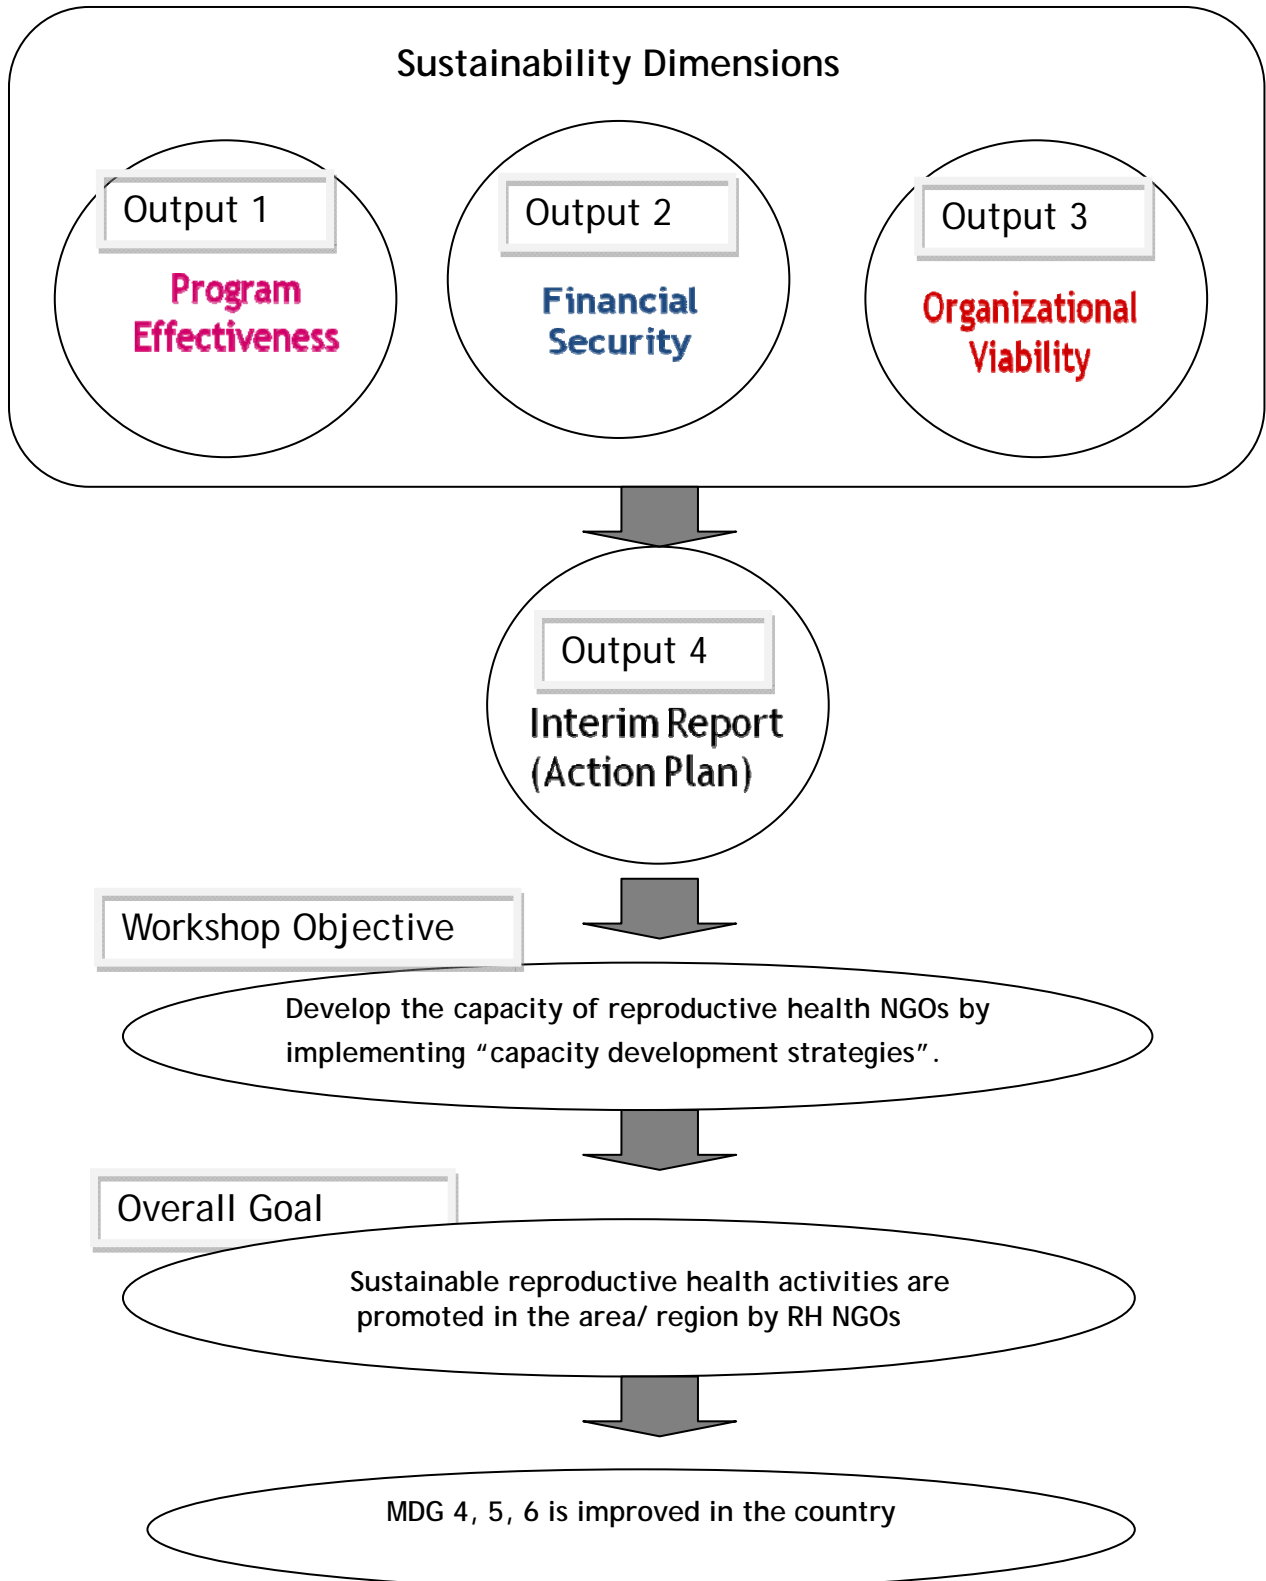 Sustainability Dimensions
Output 1
Program
Effectiveness
Output 2
Financial
Security
Output 3
Organizational
Viability
Output 4
Interim Report
(Action Plan)
Workshop Objective
Develop the capacity of reproductive health NGOs by
implementing “capacity development strategies”.
Overall Goal
Sustainable reproductive health activities are
promoted in the area/ region by RH NGOs
MDG 4, 5, 6 is improved in the country